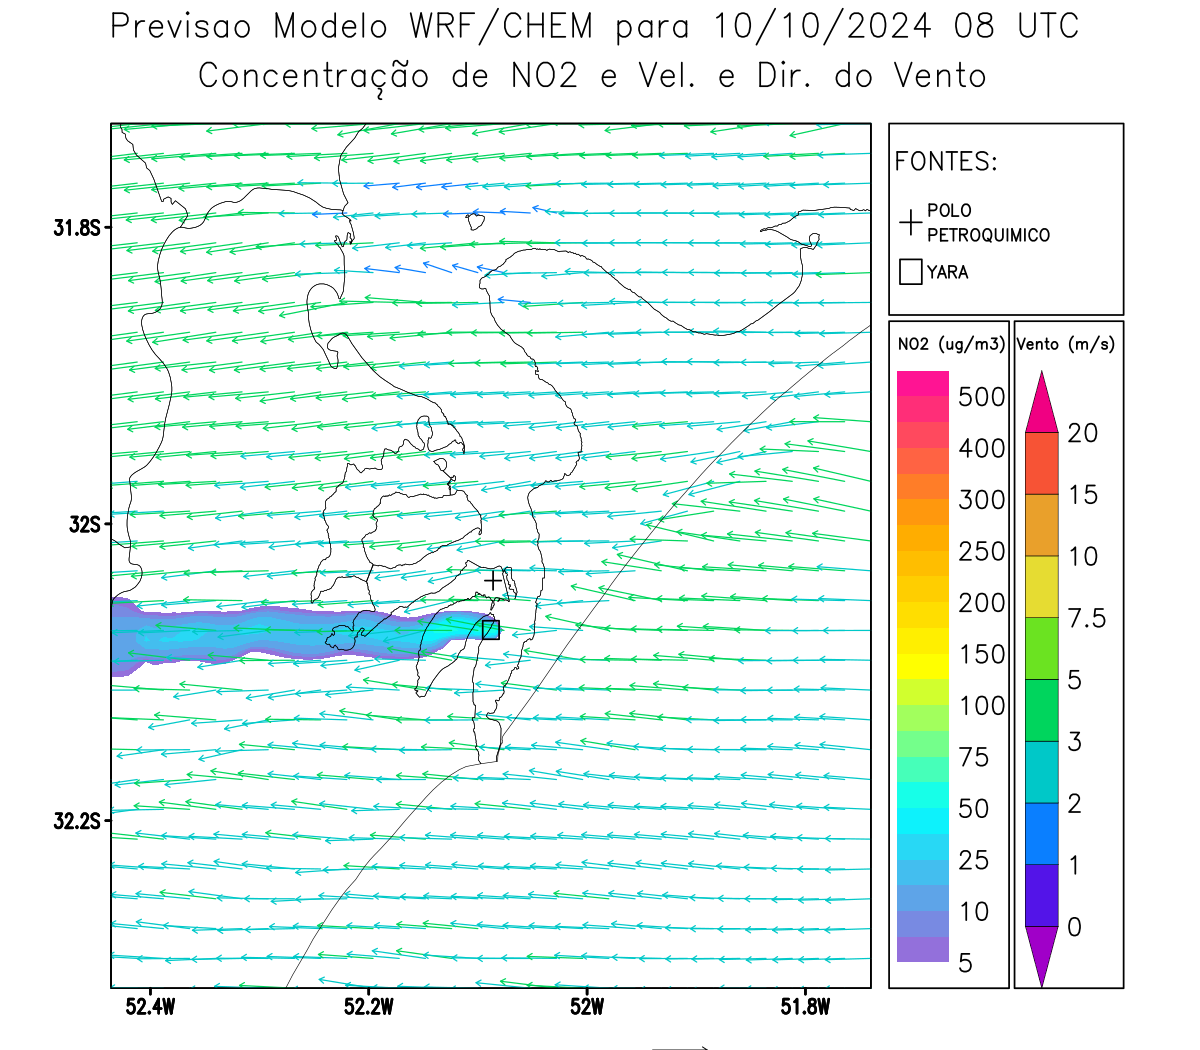 Previsao Modelo WRF/CHEM para 10/10/2024 08 UTC
Concentração de NO2 e Vel. e Dir. do Vento
FONTES:
POLO
PETROQUIMICO
YARA
31.8S
32S
32.2S
52.4W
52.2W
52W
51.8W
NO2 (ug/m3)
500
400
300
250
200
150
100
75
50
25
10
5
Vento (m/s)
20
15
10
7.5
5
3
2
1
0